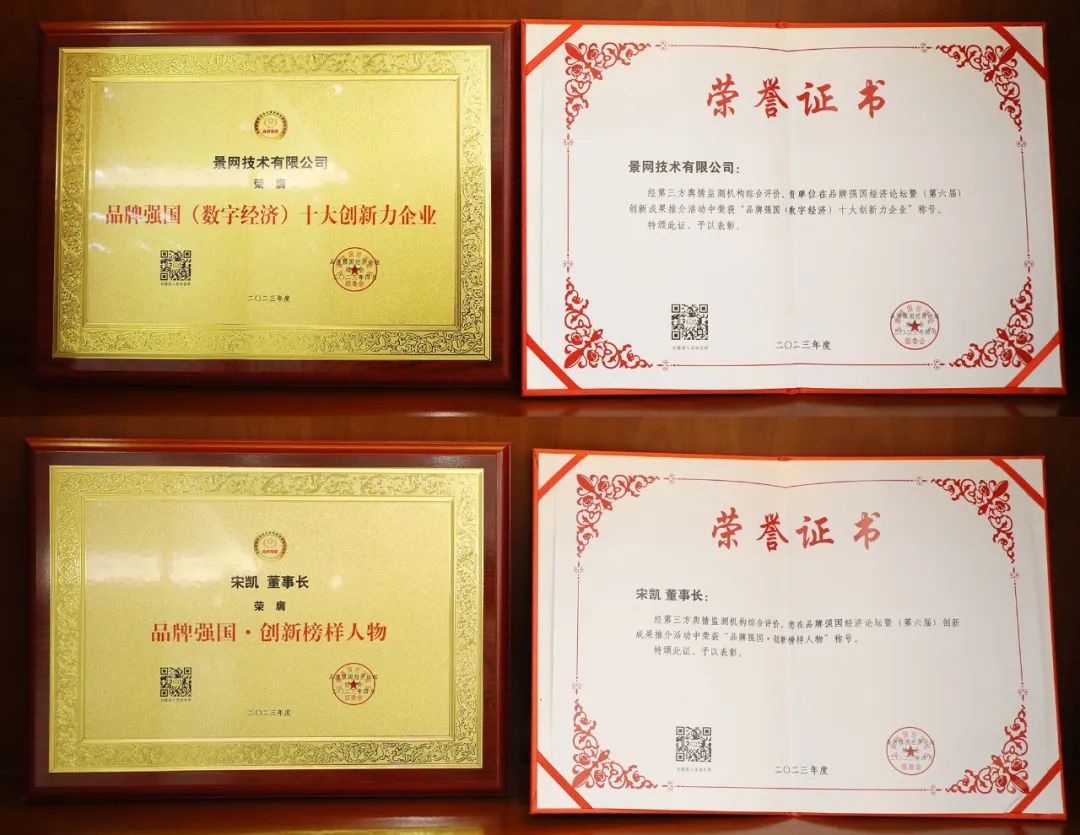 景网技术有限公司
荣膺
品牌强国（数字经济）十大创新力企业
二〇二三年度
荣誉证书
景网技术有限公司：
经第三方舆情监测机构综合评价，贵单位在品牌强国经济论坛暨（第六届）
创新成果推介活动中荣获“品牌强国（数字经济）十大创新力企业”称号。
特颁此证，予以表彰。
二〇二三年度
宋凯 董事长
荣膺
品牌强国·创新榜样人物
二〇二三年度
荣誉证书
宋凯 董事长：
经第三方舆情监测机构综合评价，您在品牌强国经济论坛暨（第六届）创新
成果推介活动中荣获“品牌强国·创新榜样人物”称号。
特颁此证，予以表彰。
二〇二三年度